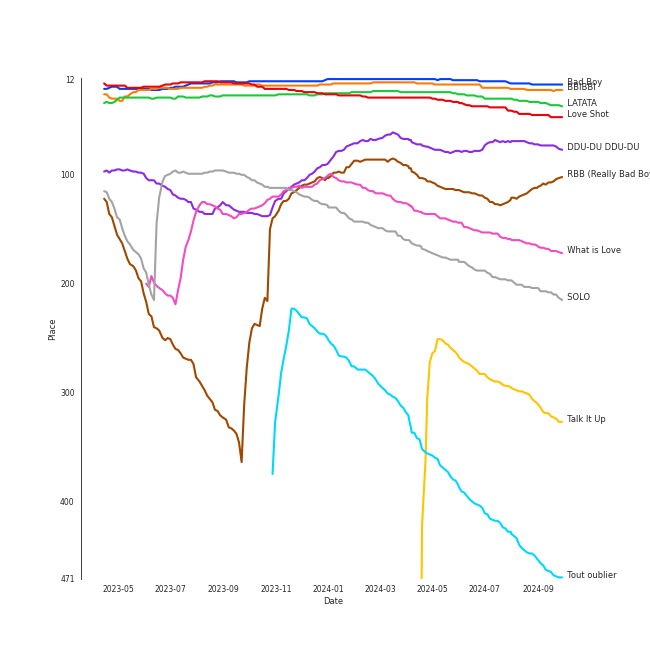 12
100
200
300
400
471
Place
2023-05
2023-07
2023-09
2023-11
2024-01
2024-03
2024-05
2024-07
2024-09
Date
Bad Boy
LATATA
Love Shot
DDU-DU DDU-DU
RBB (Really Bad Boy
What is Love
SOLO
Talk It Up
Tout oublier